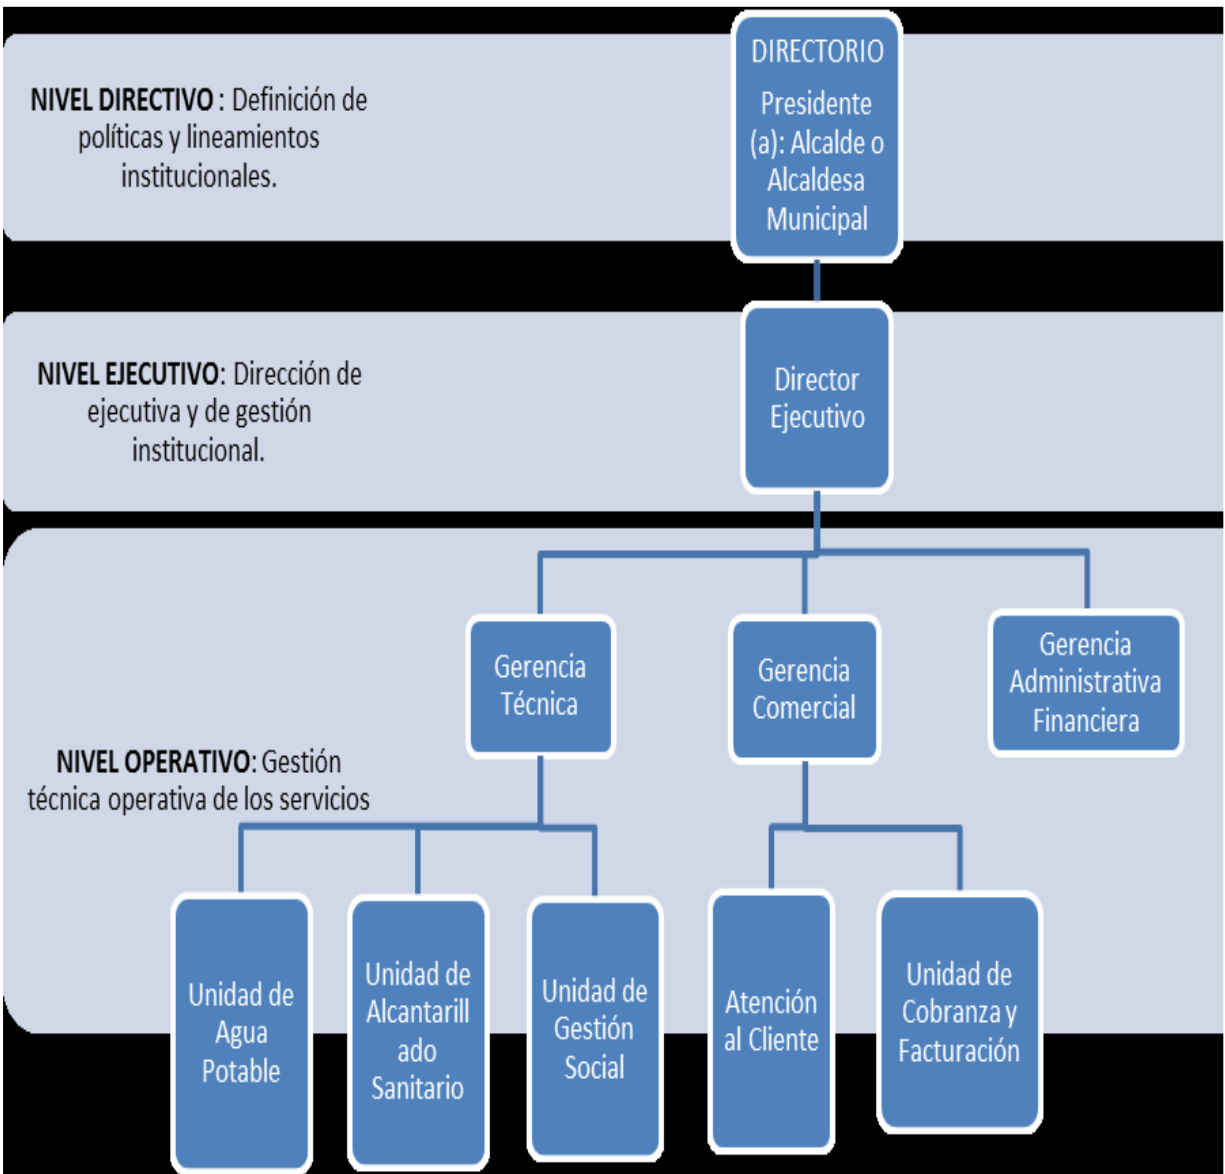 DIRECTORIO
Presidente
(a): Alcalde o
Alcaldesa
Municipal
NIVEL DIRECTIVO : Definición de
políticas y lineamientos
institucionales.
Director
Ejecutivo
NIVEL EJECUTIVO: Dirección de
ejecutiva y de gestión
institucional.
Gerencia
Técnica
Gerencia
Comercial
Gerencia
Administrativa
Financiera
NIVEL OPERATIVO: Gestión
técnica operativa de los servicios
Unidad de
Agua
Potable
Unidad de
Alcantarill
ado
Sanitario
Unidad de
Gestión
Social
Atención
al Cliente
Unidad de
Cobranza y
Facturación